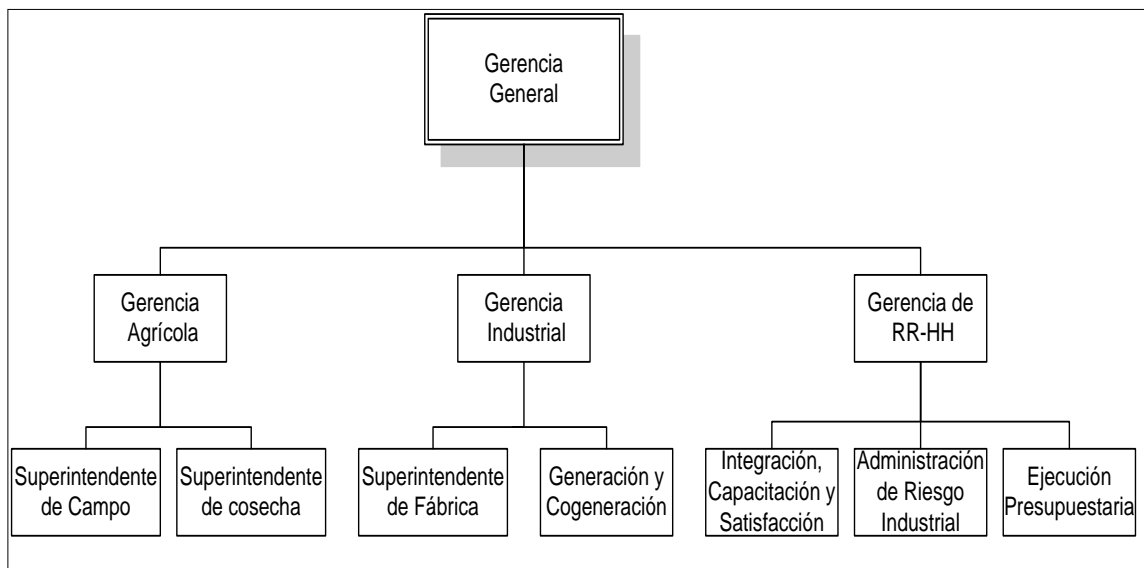 Gerencia
General
Gerencia
Agrícola
Gerencia
Industrial
Gerencia de
RR-HH
Superintendente
de Campo
Superintendente
de cosecha
Superintendente
de Fábrica
Generación y
Cogeneración
Integración,
Capacitación y
Satisfacción
Administración
de Riesgo
Industrial
Ejecución
Presupuestaria